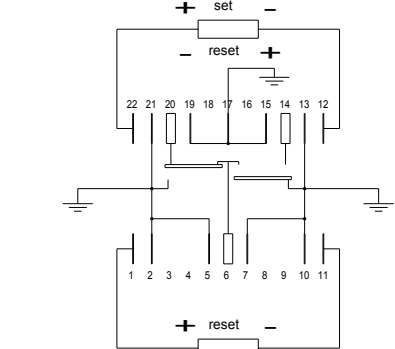 + set −
− reset +
22 21 20 19 18 17 16 15 14 13 12
1 2 3 4 5 6 7 8 9 10 11
+ reset −